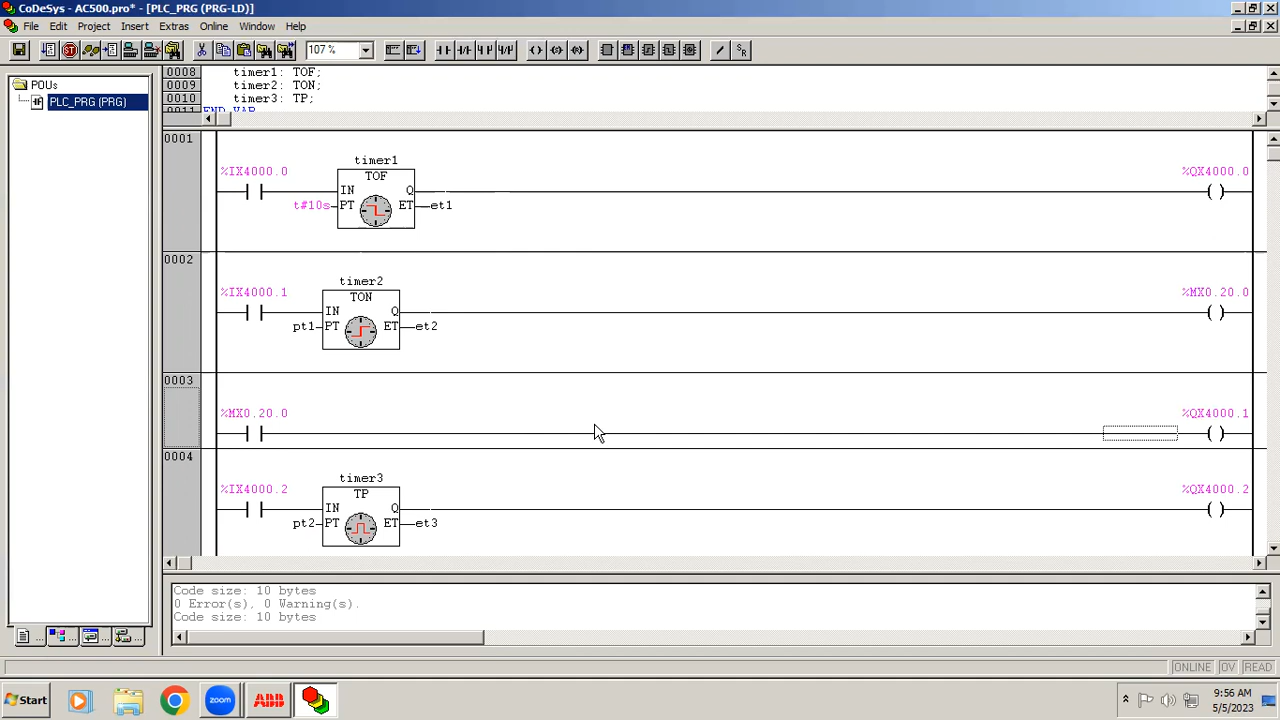 CoDeSys - AC500.pro* - [PLC_PRG (PRG-LD)]
File Edit Project Insert Extras Online Window Help
107 %
POUs
PLC_PRG (PRG)
0008 timer1: TOF;
0009 timer2: TON;
0010 timer3: TP;
0011 END_VAR
0001
timer1
%IX4000.0 TOF %QX4000.0
IN Q
t#10s PT ET et1
0002
timer2
%IX4000.1 TON %MX0.20.0
IN Q
pt1 PT ET et2
0003
%MX0.20.0 %QX4000.1
0004
timer3
%IX4000.2 TP %QX4000.2
IN Q
pt2 PT ET et3
Code size: 10 bytes
0 Error(s), 0 Warning(s).
Code size: 10 bytes
ONLINE OV READ
Start zoom ABB 9:56 AM
5/5/2023